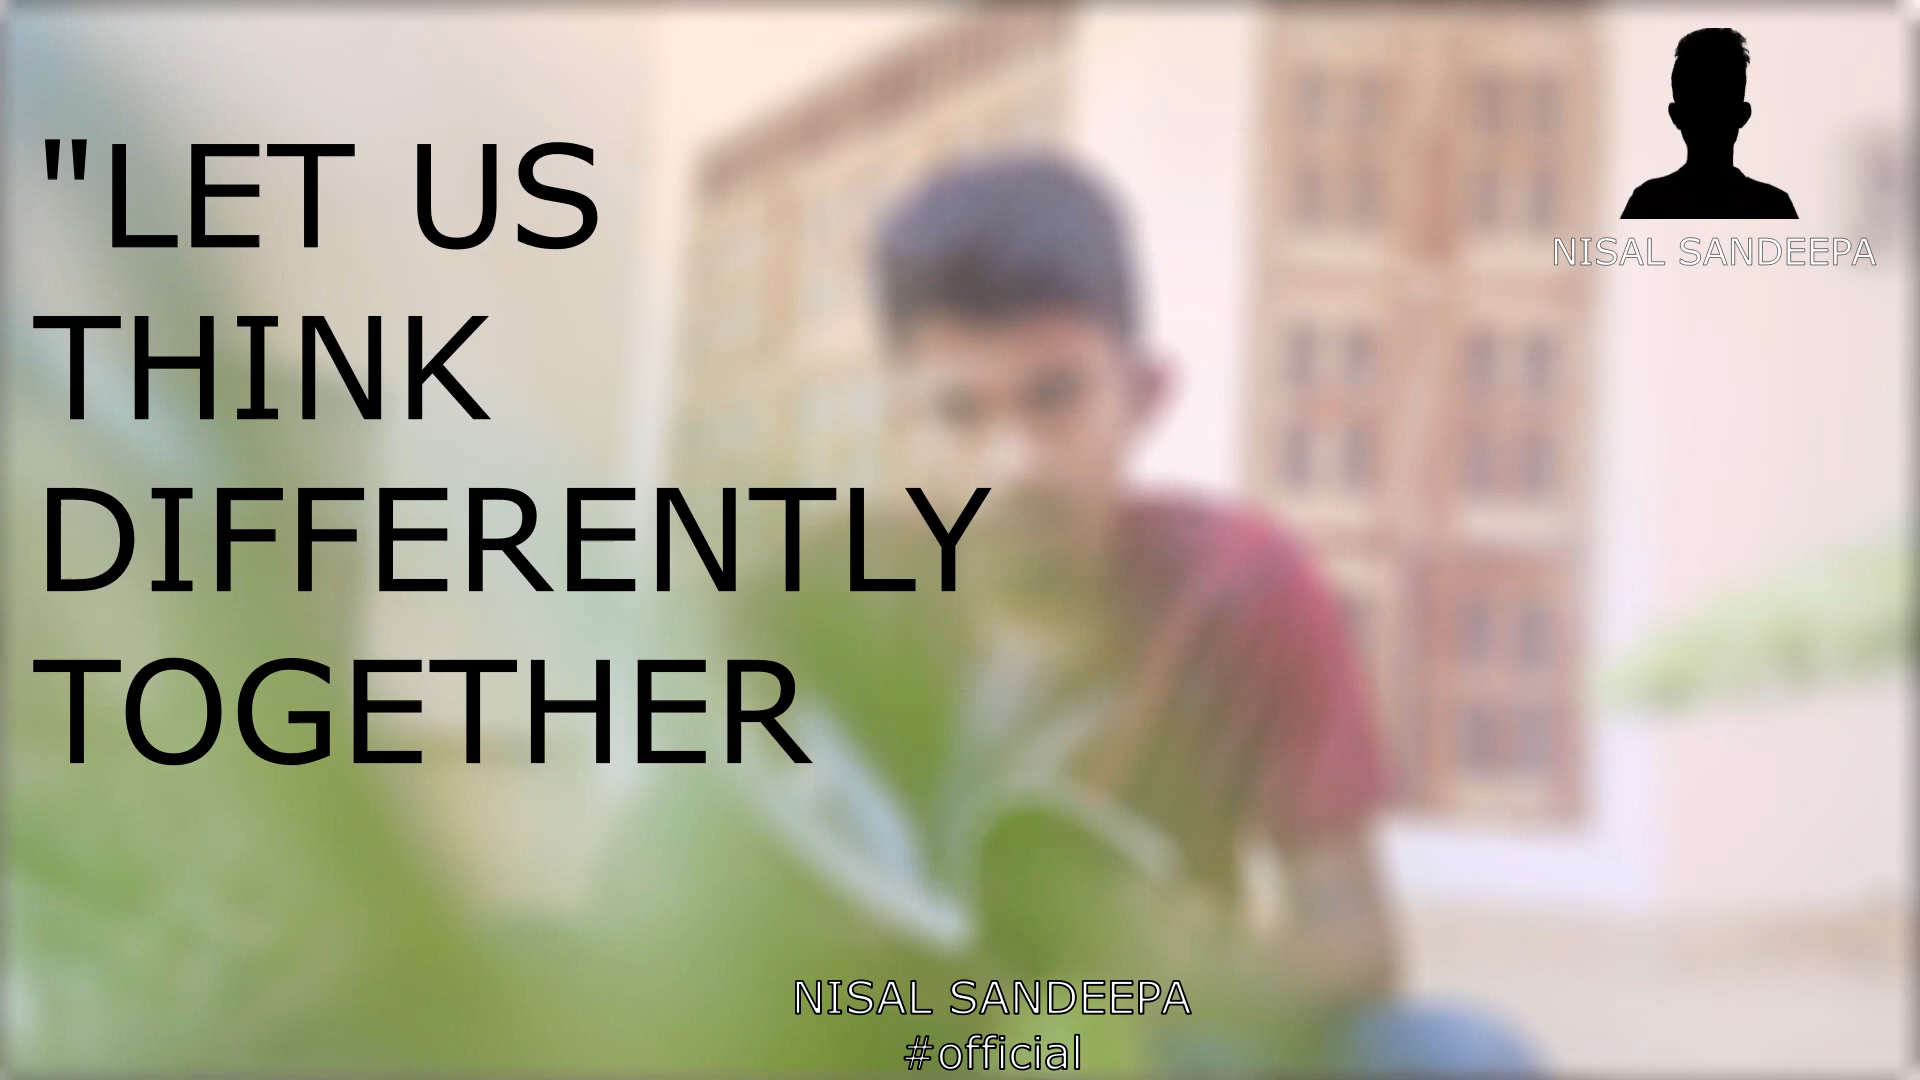 "LET US
THINK
DIFFERENTLY
TOGETHER
NISAL SANDEEPA
NISAL SANDEEPA
#official